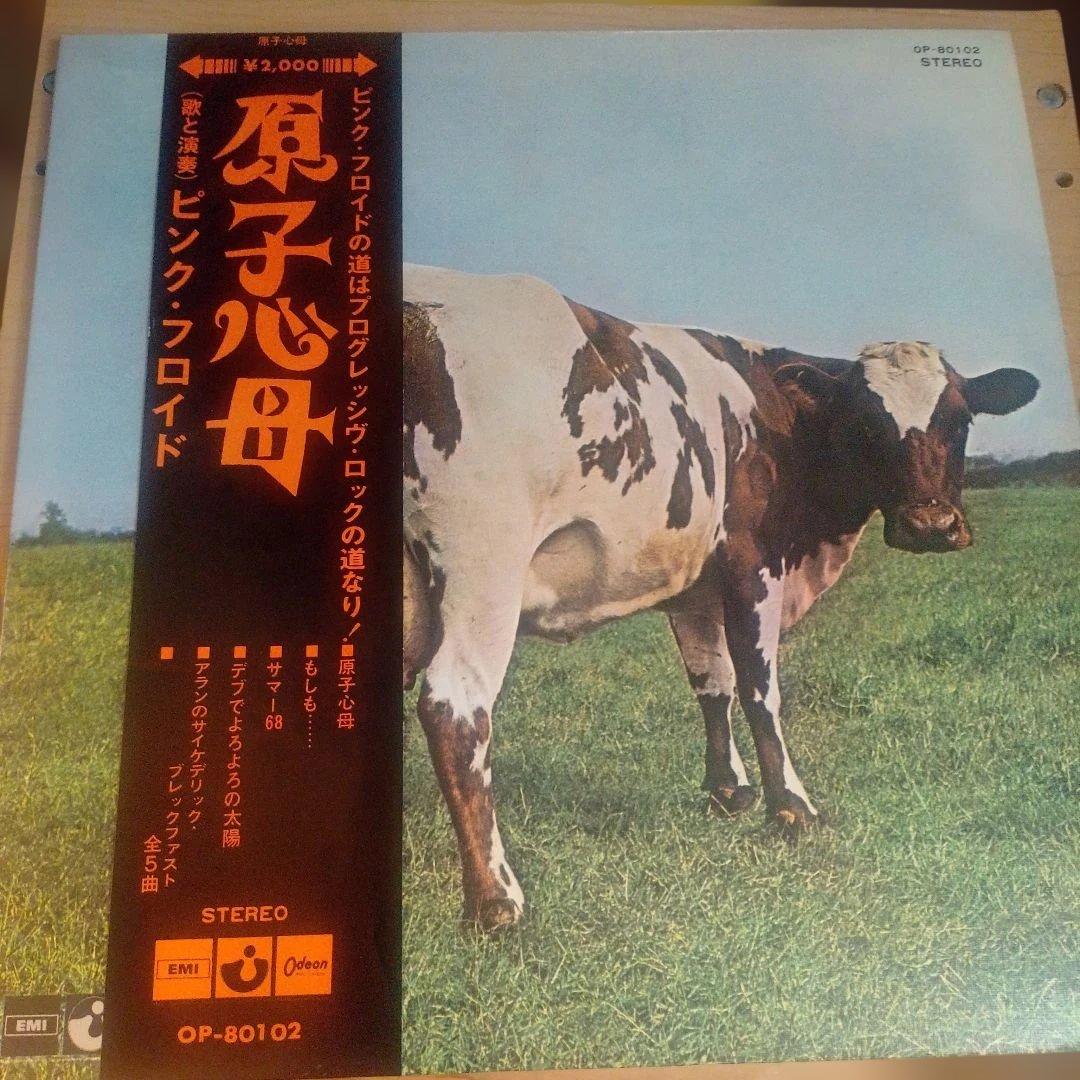 原子心母
¥2,000
ピンク・フロイドの道はプログレッシヴ・ロックの道なり!
原子心母
(歌と演奏)ピンク・フロイド
■原子心母
■もしも……
■サマー68
■デブでよろよろの太陽
■アランのサイケデリック・
■ブレックファスト
全5曲
STEREO
EMI
Odeon
OP-80102
OP-80102
STEREO
EMI